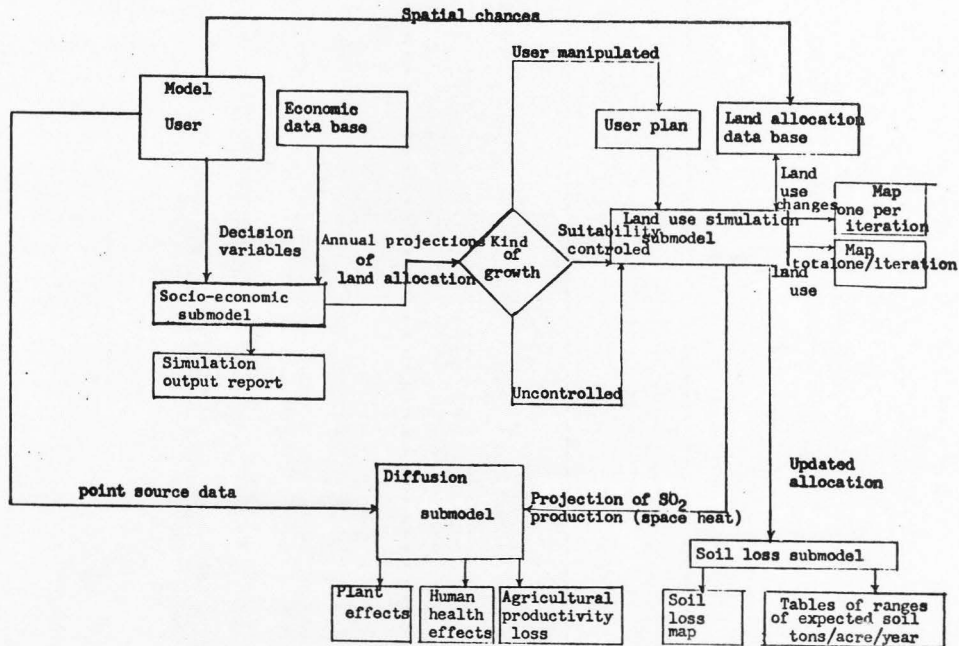 Spatial chances
User manipulated
Model
User
Economic
data base
User plan
Land allocation
data base
Land
use
changes
Map
one per
iteration
Decision
variables
Annual projections
of
land allocation
Kind
of
growth
Suitability
controled
Land use simulation
submodel
Map
totalone/iteration
land
use
Socio-economic
submodel
Simulation
output report
Uncontrolled
Updated
allocation
point source data
Diffusion
submodel
Projection of SO2
production (space heat)
Soil loss submodel
Plant
effects
Human
health
effects
Agricultural
productivity
loss
Soil
loss
map
Tables of ranges
of expected soil
tons/acre/year